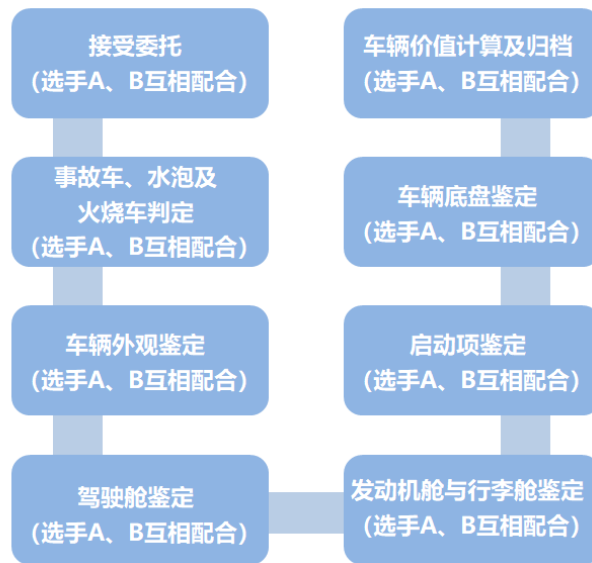 接受委托
（选手A、B互相配合）
事故车、水泡及
火烧车判定
（选手A、B互相配合）
车辆外观鉴定
（选手A、B互相配合）
驾驶舱鉴定
（选手A、B互相配合）
发动机舱与行李舱鉴定
（选手A、B互相配合）
启动项鉴定
（选手A、B互相配合）
车辆底盘鉴定
（选手A、B互相配合）
车辆价值计算及归档
（选手A、B互相配合）